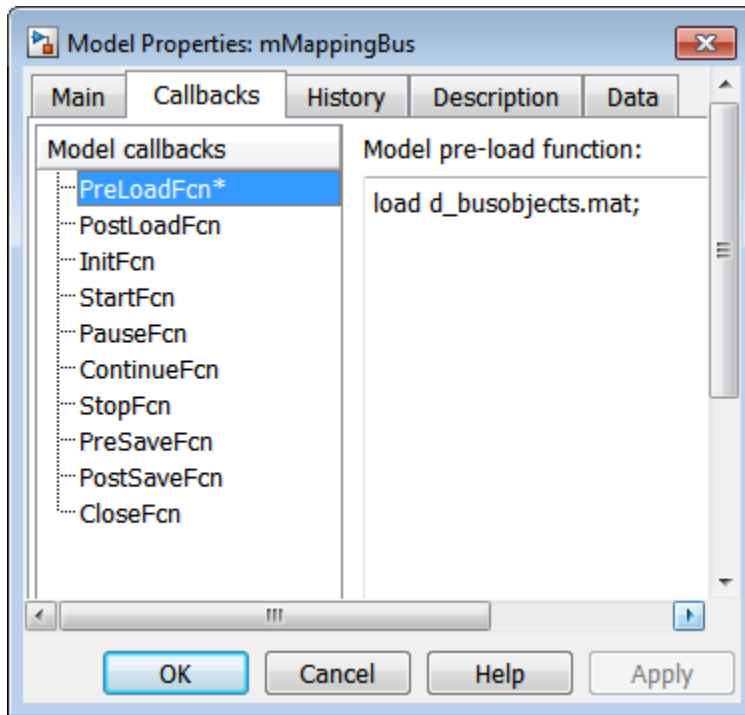 Model Properties: mMappingBus
Main Callbacks History Description Data
Model callbacks
PreLoadFcn*
PostLoadFcn
InitFcn
StartFcn
PauseFcn
ContinueFcn
StopFcn
PreSaveFcn
PostSaveFcn
CloseFcn
Model pre-load function:
load d_busobjects.mat;
OK Cancel Help Apply